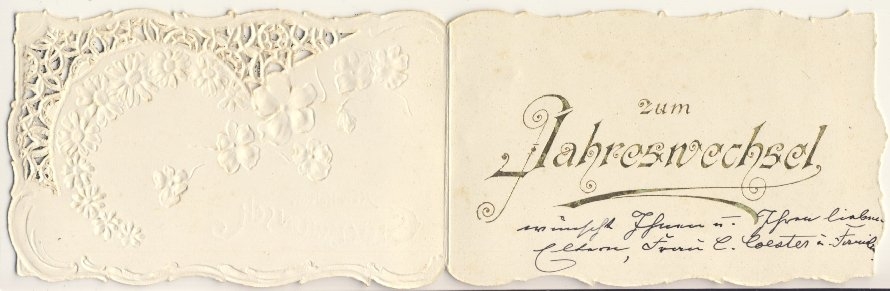 zum
Jahreswechsel
wünscht Ihnen u. Ihren lieben
Eltern, Frau C. Coester u. Famil.